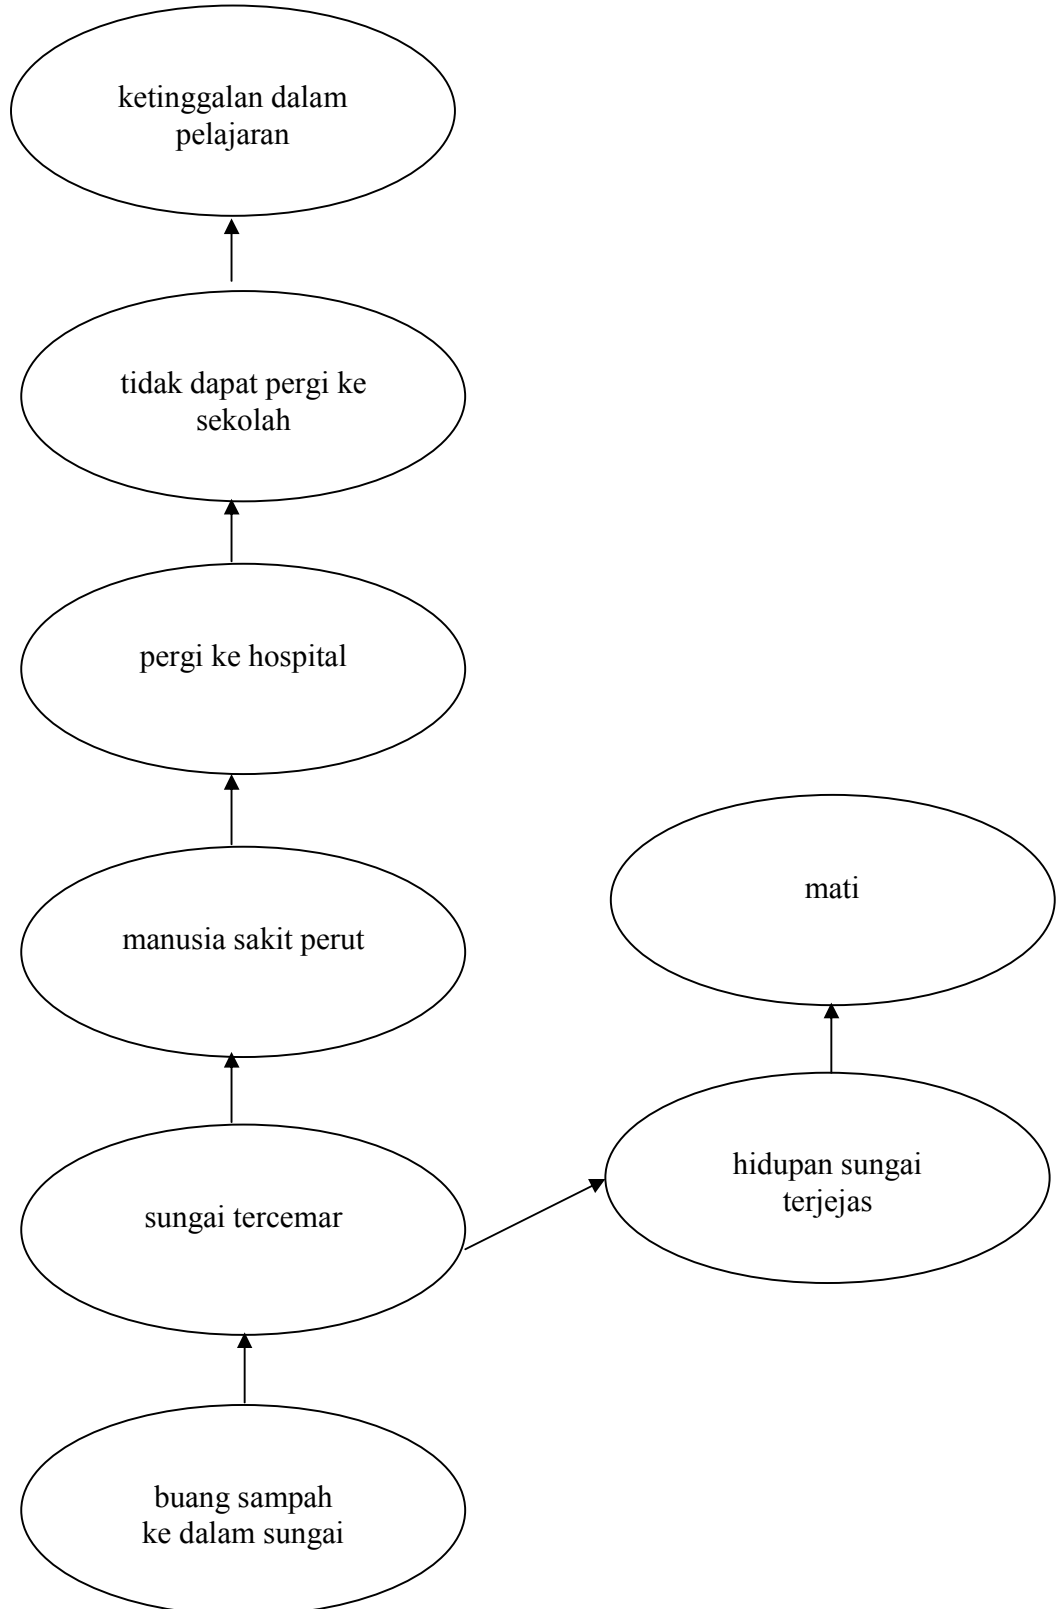 ketinggalan dalam
pelajaran
tidak dapat pergi ke
sekolah
pergi ke hospital
mati
manusia sakit perut
hidupan sungai
terjejas
sungai tercemar
buang sampah
ke dalam sungai